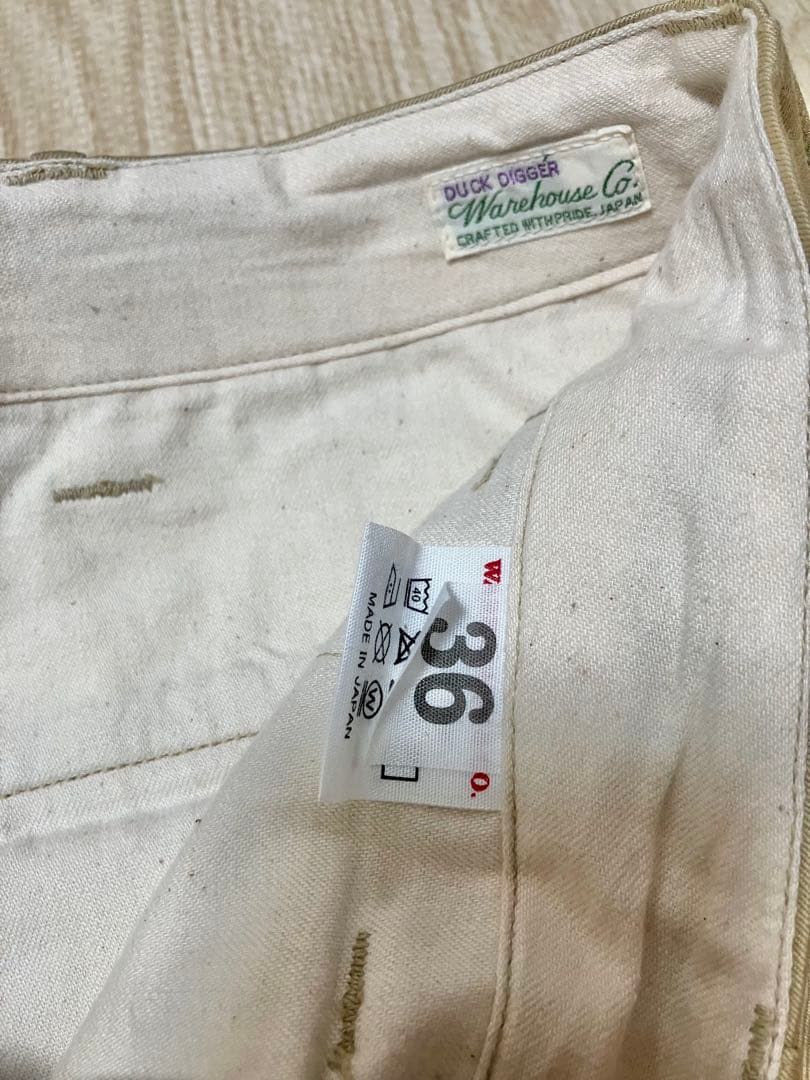 DUCK DIGGER
Warehouse Co.
CRAFTED WITH PRIDE, JAPAN
W.
36
O.
40
W
MADE IN JAPAN